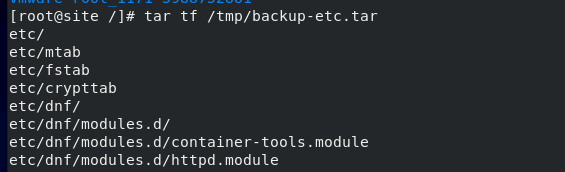 [root@site /]# tar tf /tmp/backup-etc.tar
etc/
etc/mtab
etc/fstab
etc/crypttab
etc/dnf/
etc/dnf/modules.d/
etc/dnf/modules.d/container-tools.module
etc/dnf/modules.d/httpd.module